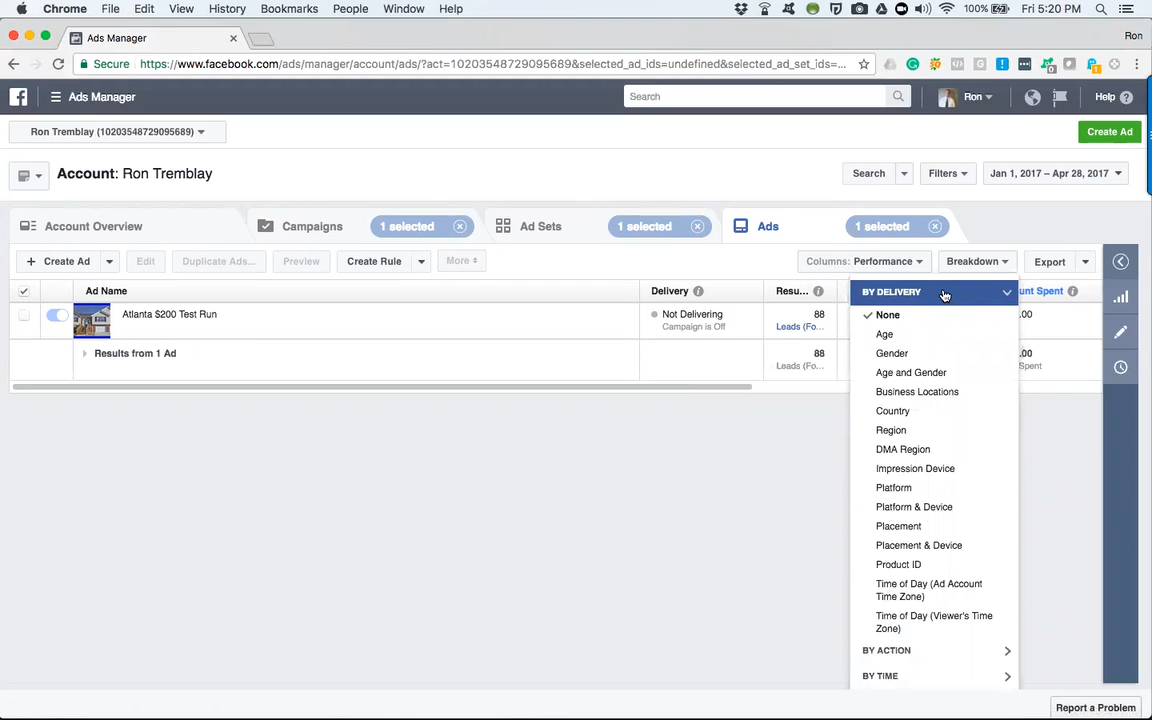 Chrome File Edit View History Bookmarks People Window Help 100% Fri 5:20 PM
Ads Manager Ron
Secure https://www.facebook.com/ads/manager/account/ads/?act=10203548729095689&selected_ad_ids=undefined&selected_ad_set_ids=...
Ads Manager Search Ron Help
Ron Tremblay (10203548729095689) Create Ad
Account: Ron Tremblay Search Filters Jan 1, 2017 – Apr 28, 2017
Account Overview Campaigns 1 selected Ad Sets 1 selected Ads 1 selected
+ Create Ad Edit Duplicate Ads... Preview Create Rule More Columns: Performance Breakdown Export
Ad Name Delivery Resu... BY DELIVERY unt Spent
Atlanta $200 Test Run Not Delivering 88 None .00
Campaign is Off Leads (Fo...
Age
Results from 1 Ad 88 Gender .00
Leads (Fo... Age and Gender Spent
Business Locations
Country
Region
DMA Region
Impression Device
Platform
Platform & Device
Placement
Placement & Device
Product ID
Time of Day (Ad Account
Time Zone)
Time of Day (Viewer's Time
Zone)
BY ACTION
BY TIME
Report a Problem